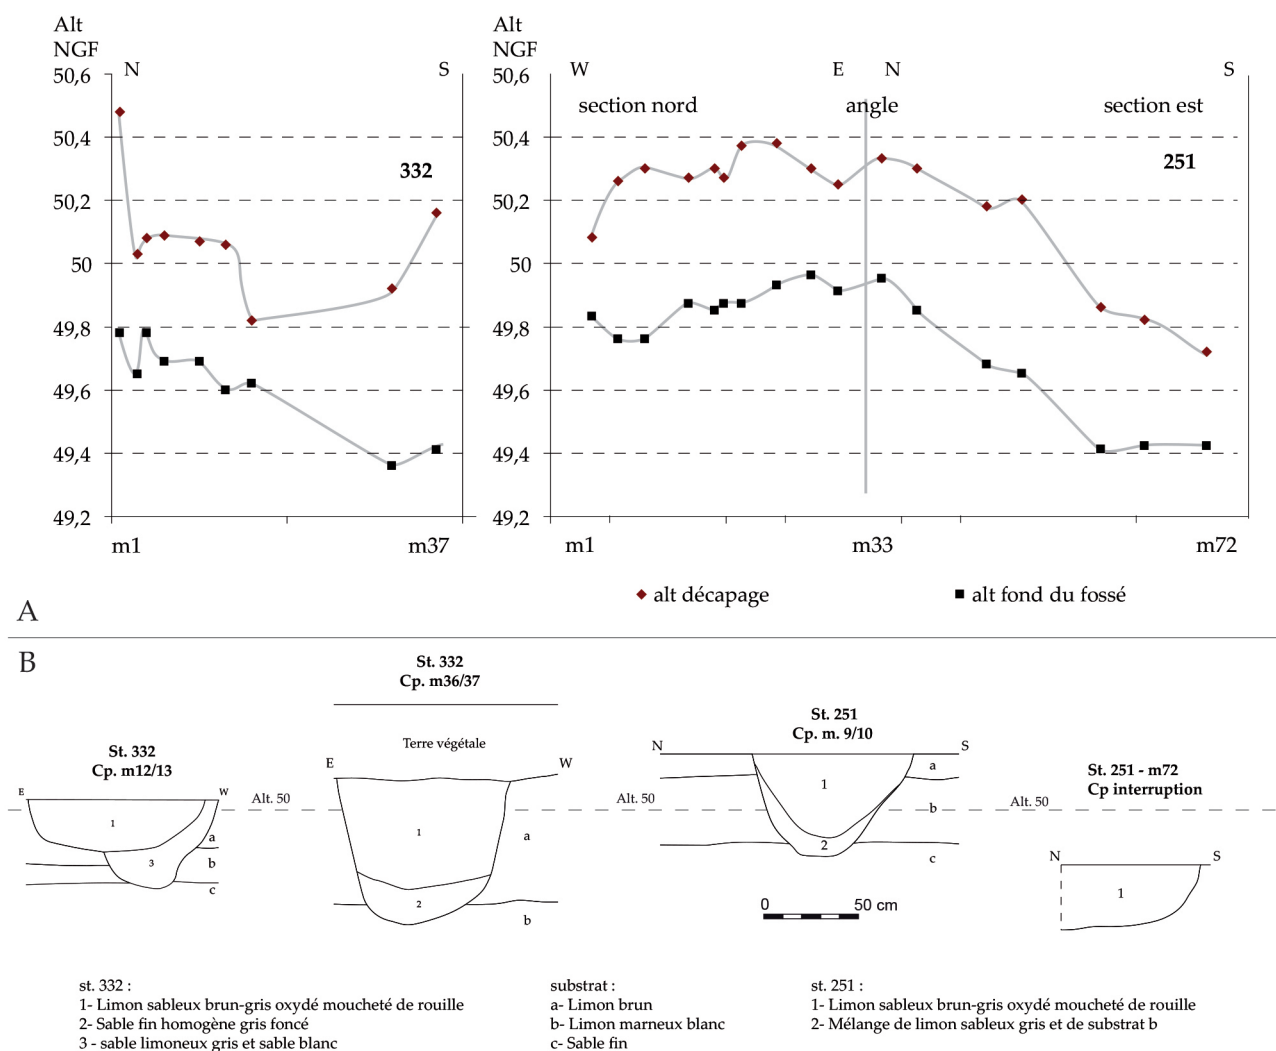 Alt
NGF
N
S
50,6
50,4
50,2
50
49,8
49,6
49,4
49,2
332
m1
m37
Alt
NGF
W
E
N
S
50,6
section nord
angle
section est
50,4
251
50,2
50
49,8
49,6
49,4
49,2
m1
m33
m72
alt décapage
alt fond du fossé
A
B
St. 332
Cp. m12/13
E
W
1
3
a
b
c
Alt. 50
St. 332
Cp. m36/37
Terre végétale
E
W
1
2
a
b
St. 251
Cp. m. 9/10
N
S
Alt. 50
1
2
a
b
c
0
50 cm
St. 251 - m72
Cp interruption
Alt. 50
N
S
1
st. 332 :
1- Limon sableux brun-gris oxydé moucheté de rouille
2- Sable fin homogène gris foncé
3 - sable limoneux gris et sable blanc
substrat :
a- Limon brun
b- Limon marneux blanc
c- Sable fin
st. 251 :
1- Limon sableux brun-gris oxydé moucheté de rouille
2- Mélange de limon sableux gris et de substrat b